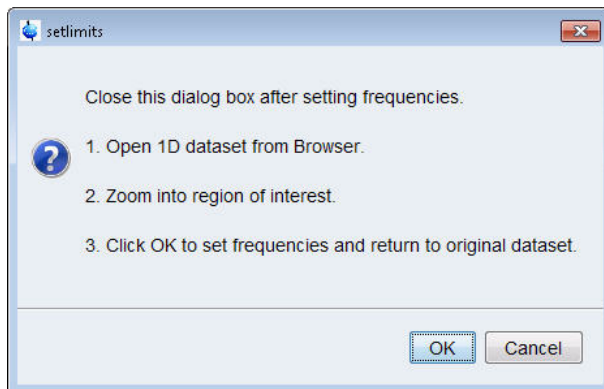 setlimits
Close this dialog box after setting frequencies.
1. Open 1D dataset from Browser.
2. Zoom into region of interest.
3. Click OK to set frequencies and return to original dataset.
OK
Cancel